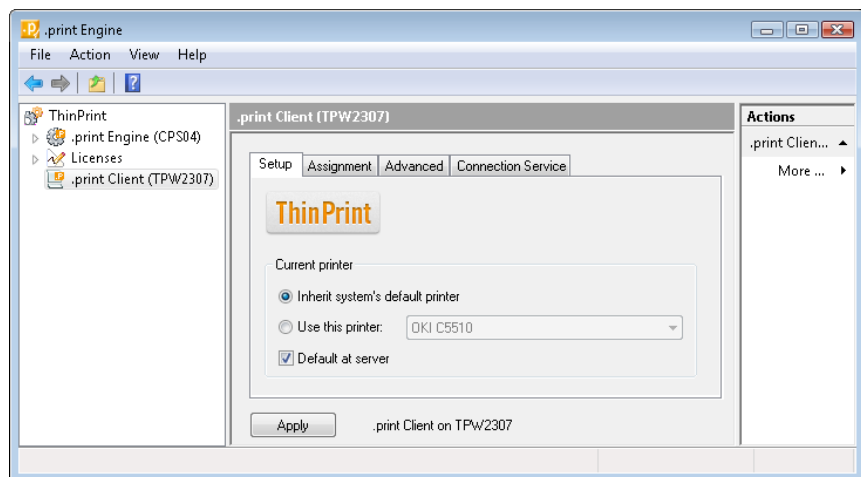 .print Engine
File Action View Help
ThinPrint
.print Engine (CPS04)
Licenses
.print Client (TPW2307)
.print Client (TPW2307)
Setup Assignment Advanced Connection Service
ThinPrint
Current printer
Inherit system's default printer
Use this printer: OKI C5510
Default at server
Apply .print Client on TPW2307
Actions
.print Clien...
More ...